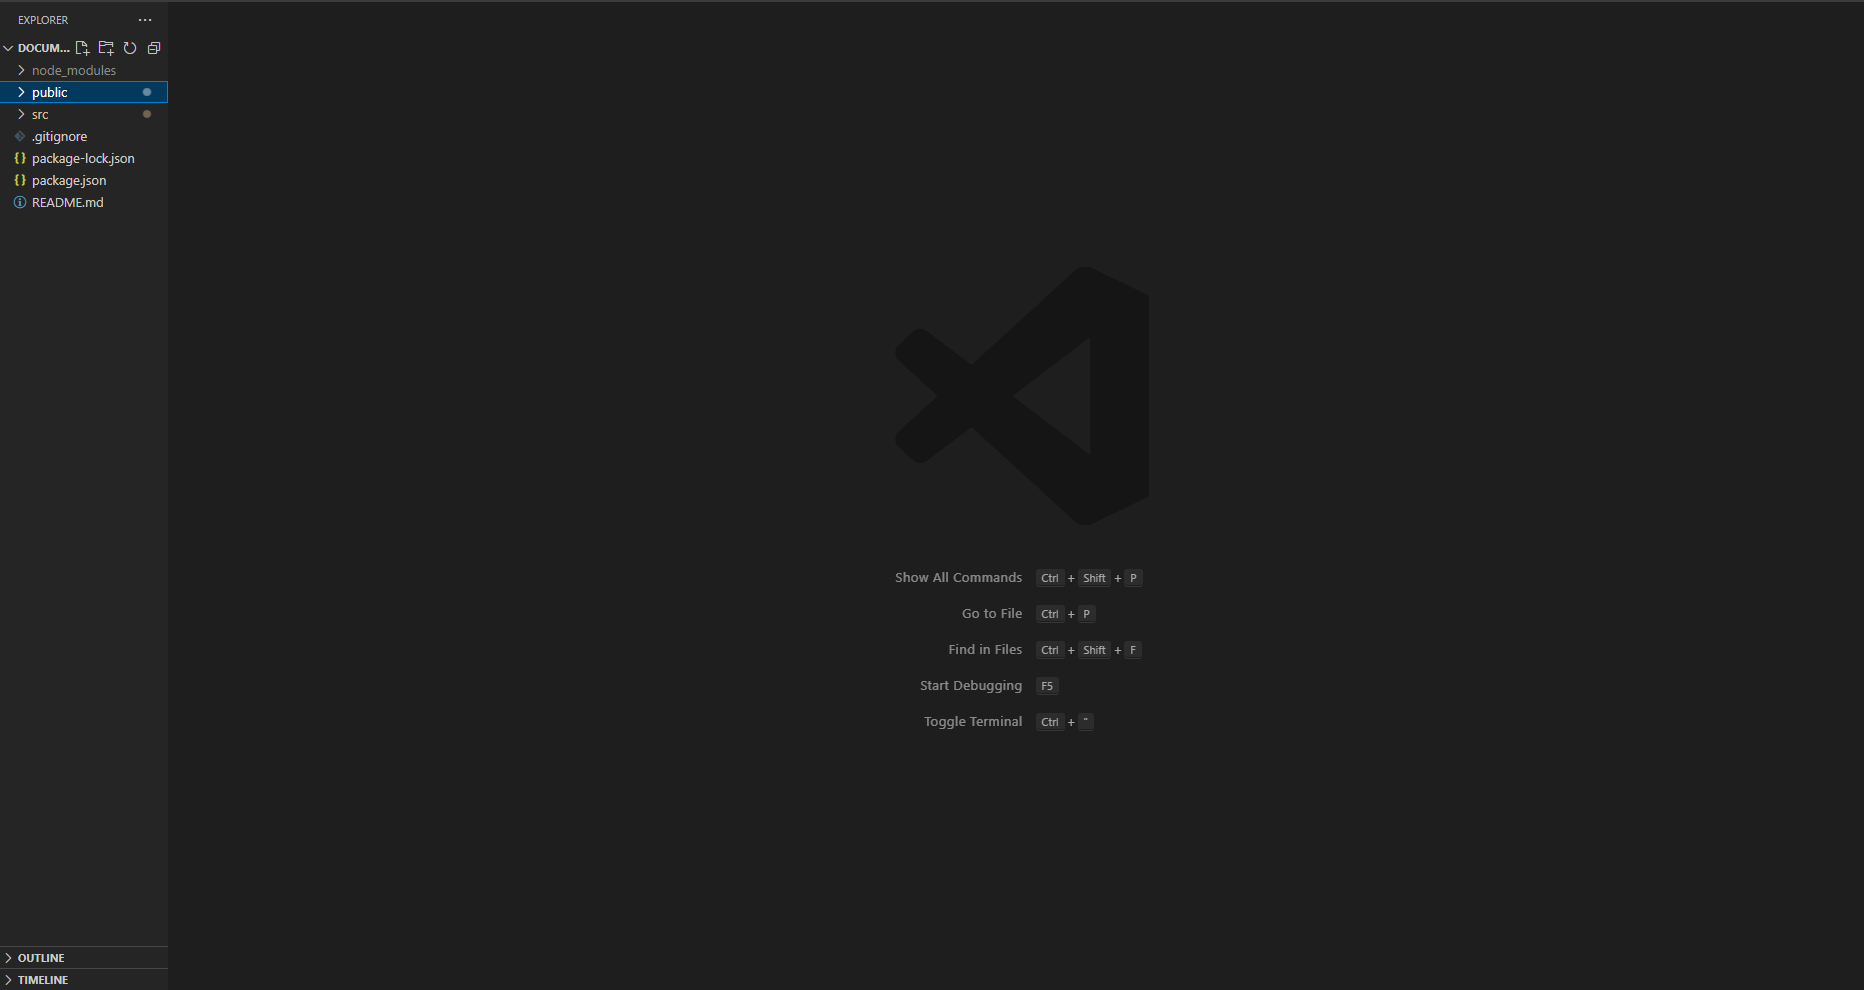 EXPLORER
DOCUM...
node_modules
public
src
.gitignore
package-lock.json
package.json
README.md
Show All Commands Ctrl + Shift + P
Go to File Ctrl + P
Find in Files Ctrl + Shift + F
Start Debugging F5
Toggle Terminal Ctrl + "
OUTLINE
TIMELINE